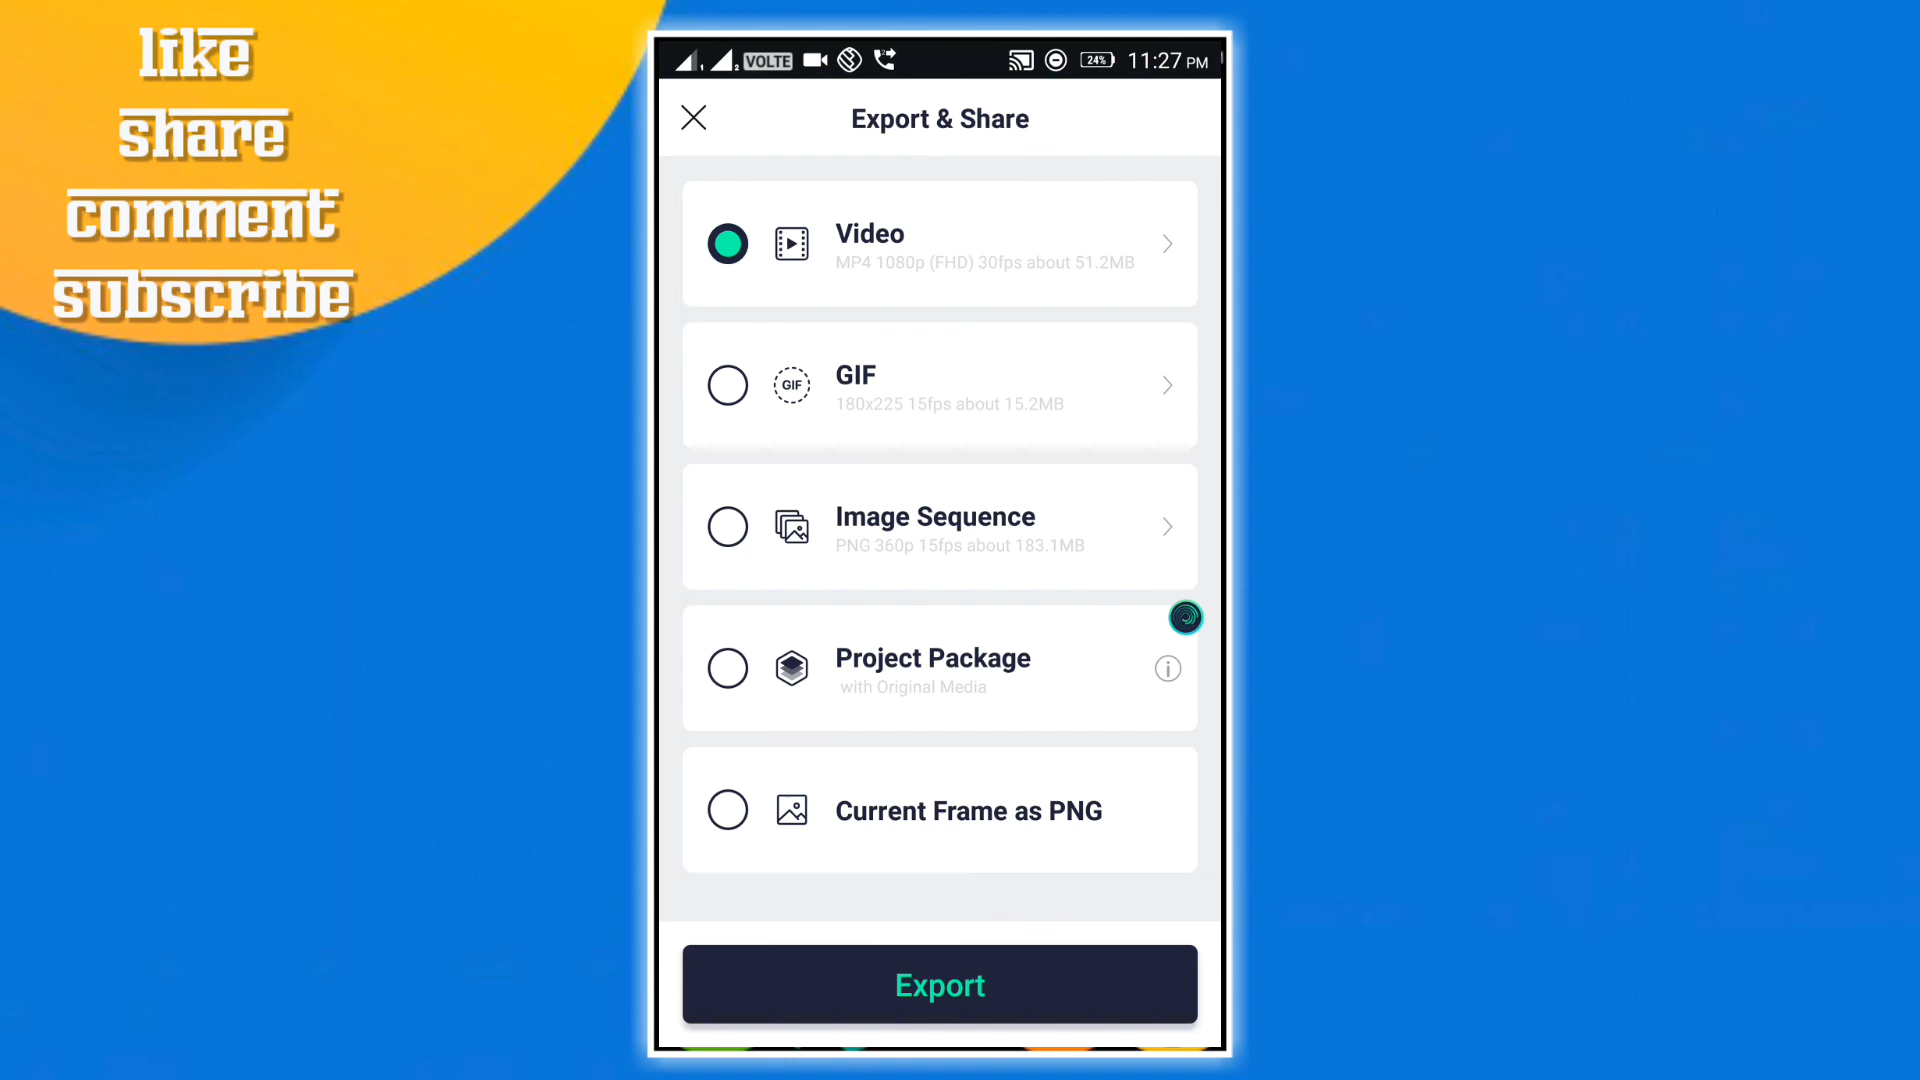 like
share
comment
subscribe
1 2 VOLTE 24% 11:27 PM
Export & Share
Video
MP4 1080p (FHD) 30fps about 51.2MB
GIF
GIF
180x225 15fps about 15.2MB
Image Sequence
PNG 360p 15fps about 183.1MB
Project Package
with Original Media
Current Frame as PNG
Export